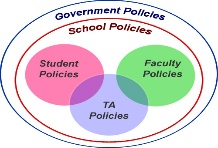 Government Policies
School Policies
Student
Policies
Faculty
Policies
TA
Policies